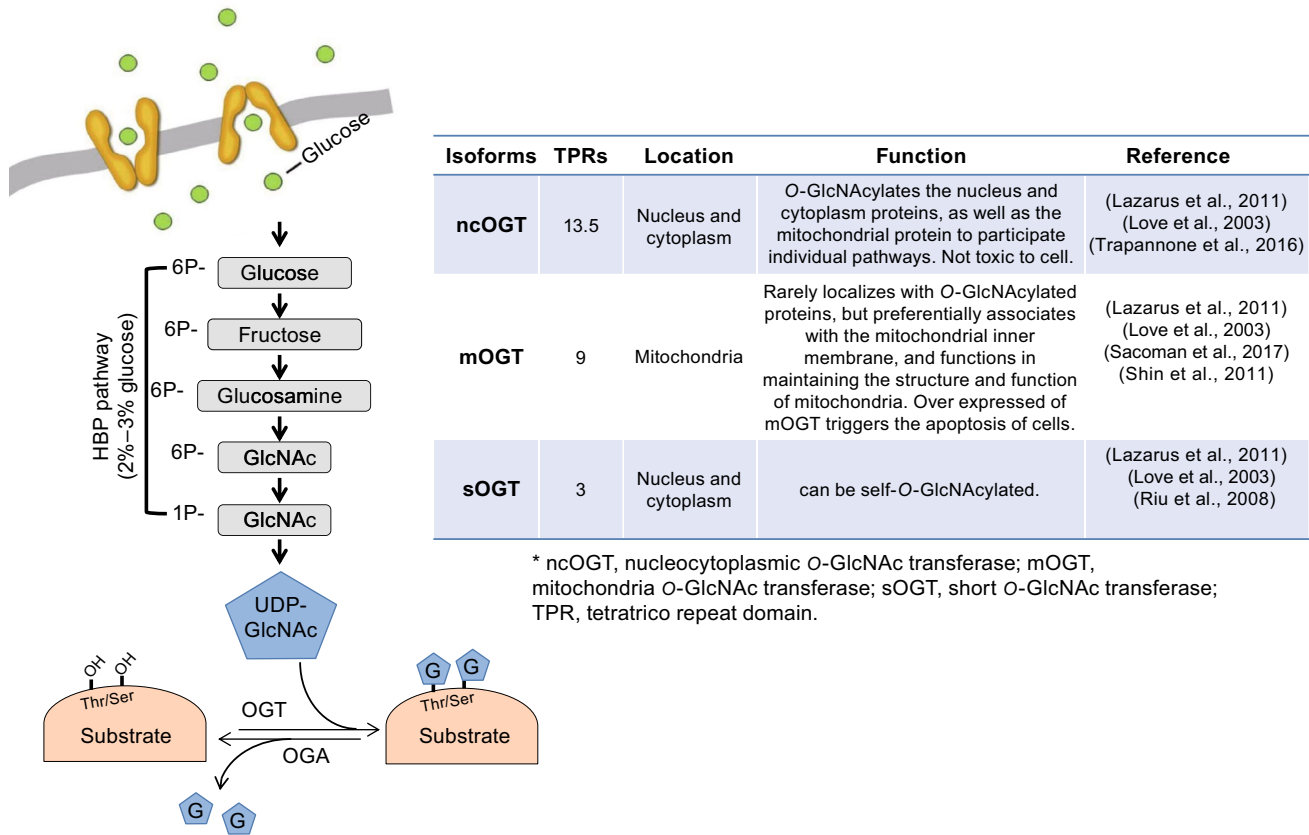 Glucose
6P- Glucose
6P- Fructose
6P- Glucosamine
6P- GlcNAc
1P- GlcNAc
HBP pathway
(2%–3% glucose)
UDP-
GlcNAc
OH OH
Thr/Ser
Substrate
OGT
OGA
G G
Thr/Ser
Substrate
G G
Isoforms TPRs Location Function Reference
ncOGT
13.5
Nucleus and
cytoplasm
O-GlcNAcylates the nucleus and
cytoplasm proteins, as well as the
mitochondrial protein to participate
individual pathways. Not toxic to cell.
(Lazarus et al., 2011)
(Love et al., 2003)
(Trapannone et al., 2016)
mOGT
9
Mitochondria
Rarely localizes with O-GlcNAcylated
proteins, but preferentially associates
with the mitochondrial inner
membrane, and functions in
maintaining the structure and function
of mitochondria. Over expressed of
mOGT triggers the apoptosis of cells.
(Lazarus et al., 2011)
(Love et al., 2003)
(Sacoman et al., 2017)
(Shin et al., 2011)
sOGT
3
Nucleus and
cytoplasm
can be self-O-GlcNAcylated.
(Lazarus et al., 2011)
(Love et al., 2003)
(Riu et al., 2008)
* ncOGT, nucleocytoplasmic O-GlcNAc transferase; mOGT,
mitochondria O-GlcNAc transferase; sOGT, short O-GlcNAc transferase;
TPR, tetratrico repeat domain.